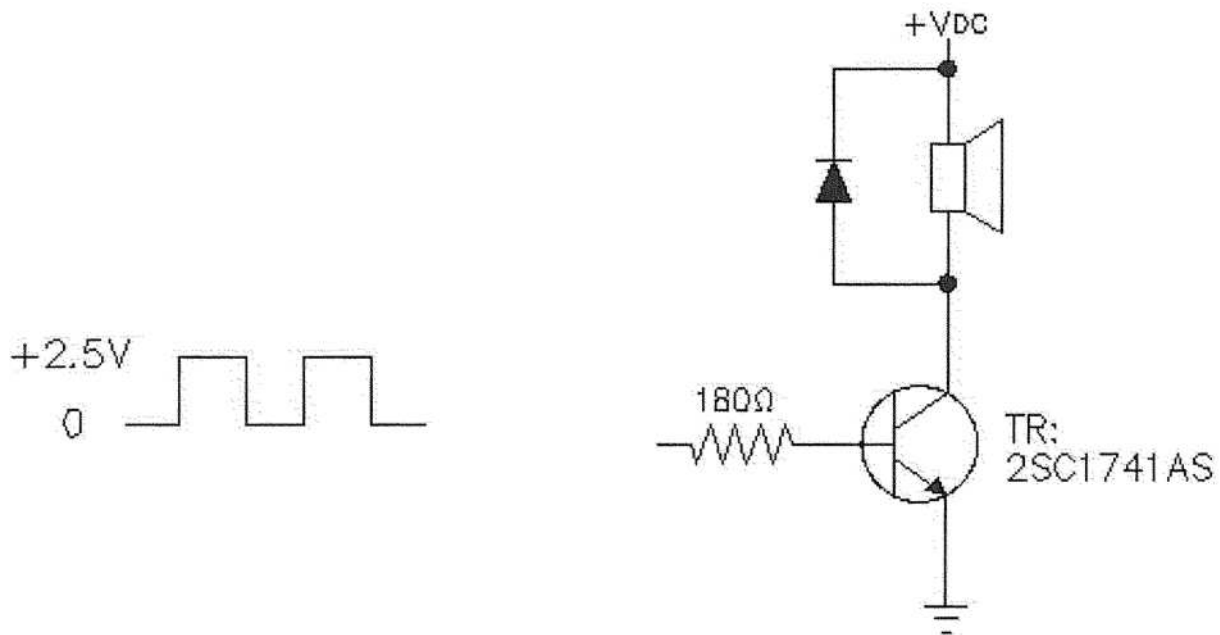 +VDC
+2.5V
0
180Ω
TR:
2SC1741AS